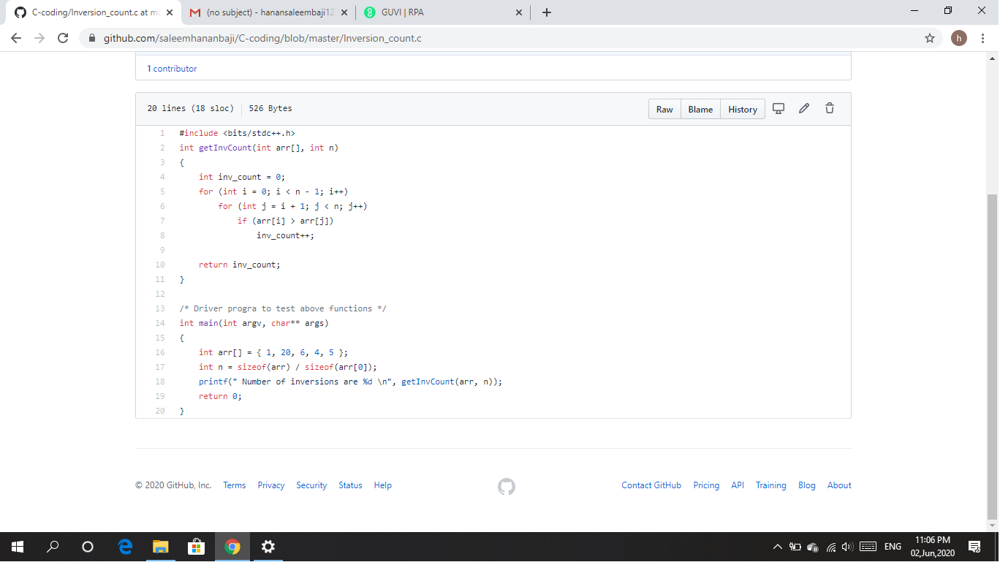 C-coding/Inversion_count.c at ma
(no subject) - hanansaleembaji12
GUVI | RPA
github.com/saleemhananbaji/C-coding/blob/master/Inversion_count.c
h
1 contributor
20 lines (18 sloc) 526 Bytes
Raw Blame History
1 #include <bits/stdc++.h>
2 int getInvCount(int arr[], int n)
3 {
4     int inv_count = 0;
5     for (int i = 0; i < n - 1; i++)
6         for (int j = i + 1; j < n; j++)
7             if (arr[i] > arr[j])
8                 inv_count++;
9
10     return inv_count;
11 }
12
13 /* Driver progra to test above functions */
14 int main(int argv, char** args)
15 {
16     int arr[] = { 1, 20, 6, 4, 5 };
17     int n = sizeof(arr) / sizeof(arr[0]);
18     printf(" Number of inversions are %d \n", getInvCount(arr, n));
19     return 0;
20 }
© 2020 GitHub, Inc. Terms Privacy Security Status Help Contact GitHub Pricing API Training Blog About
ENG
11:06 PM
02,Jun,2020